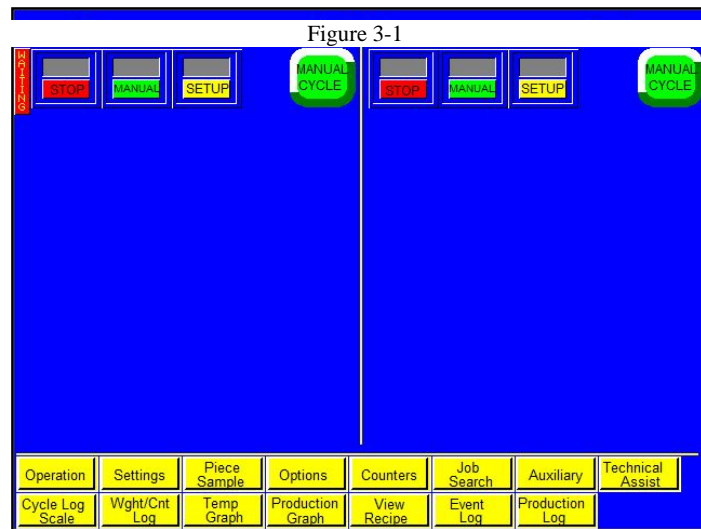 Figure 3-1
WAITING
STOP MANUAL SETUP MANUAL CYCLE STOP MANUAL SETUP MANUAL CYCLE
Operation Settings Piece Sample Options Counters Job Search Auxiliary Technical Assist
Cycle Log Scale Wght/Cnt Log Temp Graph Production Graph View Recipe Event Log Production Log